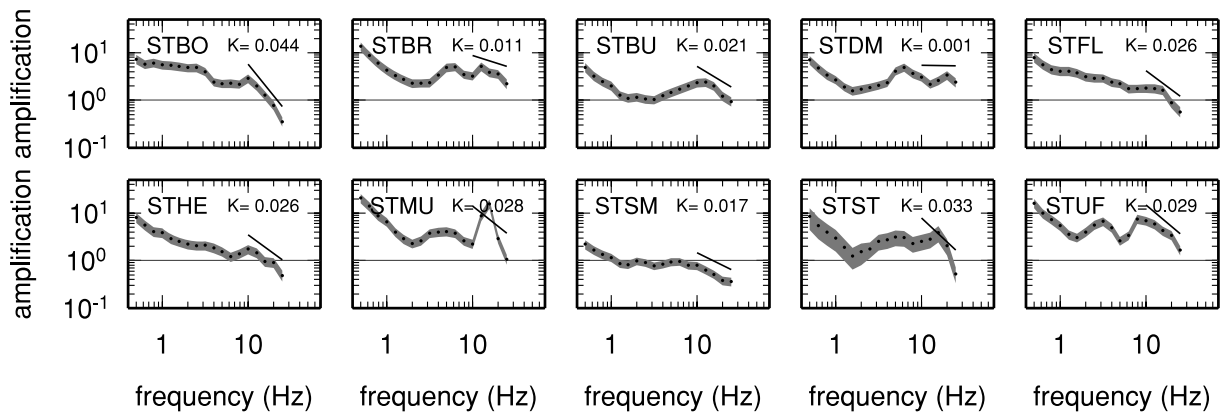 amplification
10¹
10⁰
10⁻¹
STBO K= 0.044
STBR K= 0.011
STBU K= 0.021
STDM K= 0.001
STFL K= 0.026
amplification
10¹
10⁰
10⁻¹
STHE K= 0.026
STMU K= 0.028
STSM K= 0.017
STST K= 0.033
STUF K= 0.029
1 10
1 10
1 10
1 10
1 10
frequency (Hz)
frequency (Hz)
frequency (Hz)
frequency (Hz)
frequency (Hz)